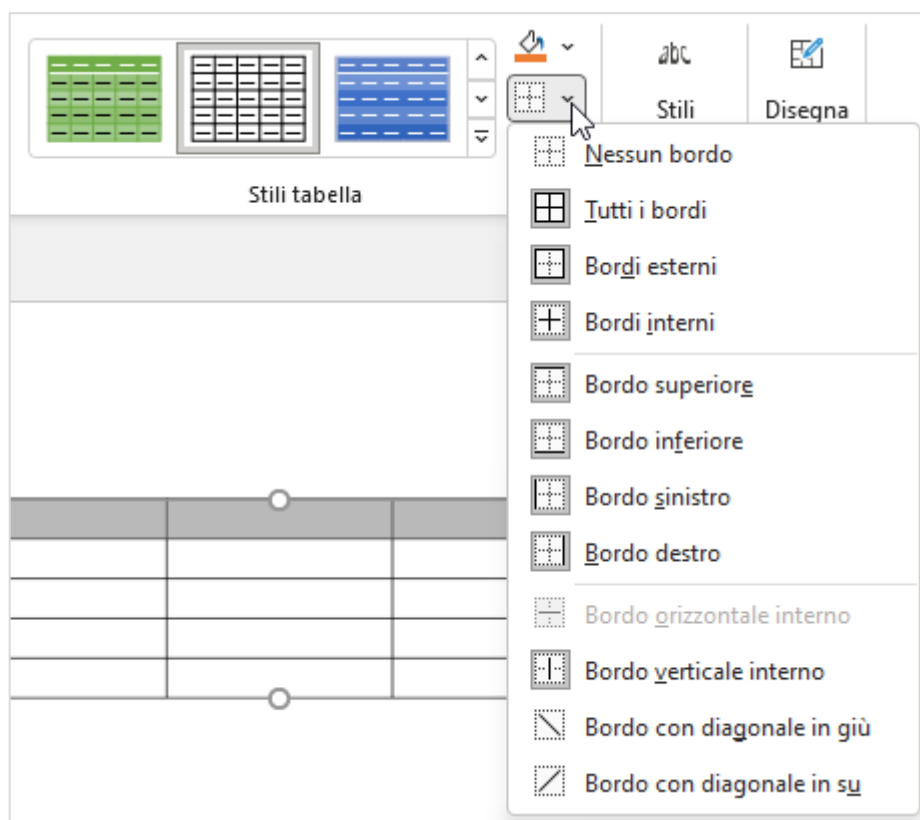 abc
Stili
Disegna
Stili tabella
Nessun bordo
Tutti i bordi
Bordi esterni
Bordi interni
Bordo superiore
Bordo inferiore
Bordo sinistro
Bordo destro
Bordo orizzontale interno
Bordo verticale interno
Bordo con diagonale in giù
Bordo con diagonale in su